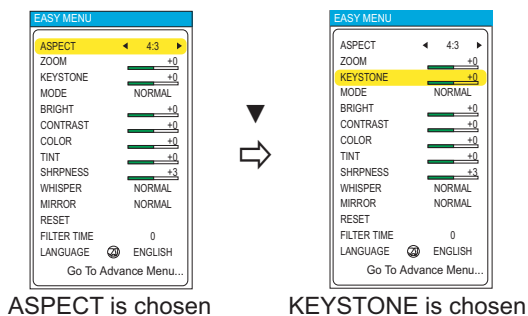 EASY MENU
ASPECT 4:3
ZOOM +0
KEYSTONE +0
MODE NORMAL
BRIGHT +0
CONTRAST +0
COLOR +0
TINT +0
SHRPNESS +3
WHISPER NORMAL
MIRROR NORMAL
RESET
FILTER TIME 0
LANGUAGE ENGLISH
Go To Advance Menu...
ASPECT is chosen
EASY MENU
ASPECT 4:3
ZOOM +0
KEYSTONE +0
MODE NORMAL
BRIGHT +0
CONTRAST +0
COLOR +0
TINT +0
SHRPNESS +3
WHISPER NORMAL
MIRROR NORMAL
RESET
FILTER TIME 0
LANGUAGE ENGLISH
Go To Advance Menu...
KEYSTONE is chosen